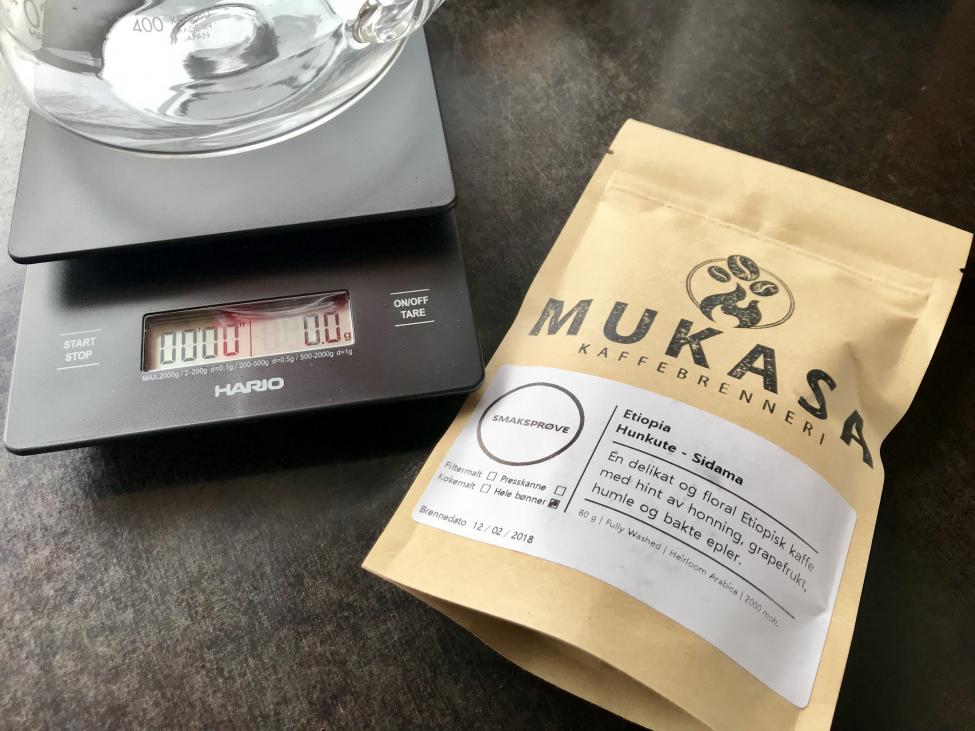 400
JAPAN
START
STOP
0000"
0.0g
ON/OFF
TARE
MAX.2000g / 2-200g d=0.1g / 200-500g d=0.5g / 500-2000g d=1g
HARIO
MUKASA
KAFFEBRENNERI
SMAKSPRØVE
Filtermalt ☐ Presskanne ☐
Kokemalt ☐ Hele bønner ☑
Brennedato 12/02/2018
Etiopia
Hunkute - Sidama
En delikat og floral Etiopisk kaffe
med hint av honning, grapefrukt,
humle og bakte epler.
60 g | Fully Washed | Heirloom Arabica | 2000 moh.